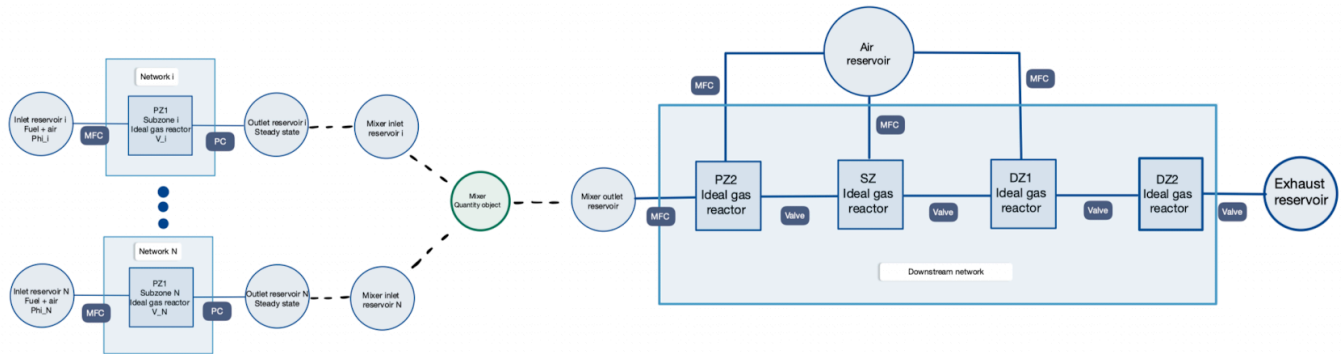 Network i
Inlet reservoir i
Fuel + air
Phi_i
MFC
PZ1
Subzone i
Ideal gas reactor
V_i
PC
Outlet reservoir i
Steady state
Mixer inlet
reservoir i
Network N
Inlet reservoir N
Fuel + air
Phi_N
MFC
PZ1
Subzone N
Ideal gas reactor
V_N
PC
Outlet reservoir N
Steady state
Mixer inlet
reservoir N
Mixer
Quantity object
Mixer outlet
reservoir
MFC
Air
reservoir
MFC
MFC
MFC
PZ2
Ideal gas
reactor
Valve
SZ
Ideal gas
reactor
Valve
DZ1
Ideal gas
reactor
Valve
DZ2
Ideal gas
reactor
Valve
Exhaust
reservoir
Downstream network